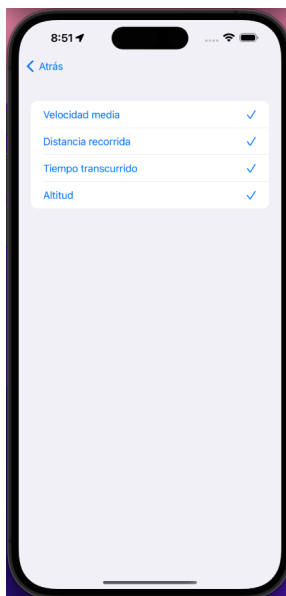 8:51
Atrás
Velocidad media
Distancia recorrida
Tiempo transcurrido
Altitud